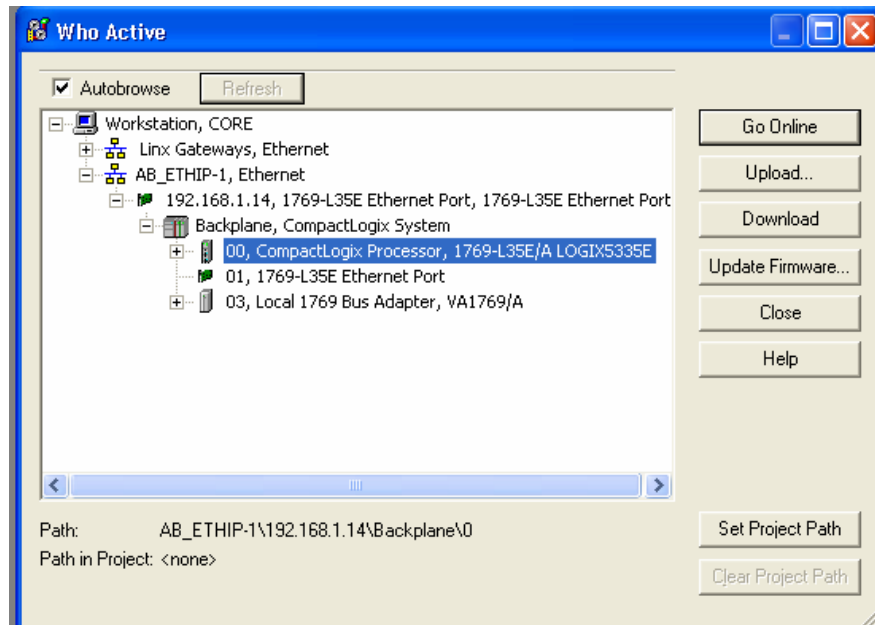 Who Active
Autobrowse
Refresh
Workstation, CORE
Linx Gateways, Ethernet
AB_ETHIP-1, Ethernet
192.168.1.14, 1769-L35E Ethernet Port, 1769-L35E Ethernet Port
Backplane, CompactLogix System
00, CompactLogix Processor, 1769-L35E/A LOGIX5335E
01, 1769-L35E Ethernet Port
03, Local 1769 Bus Adapter, VA1769/A
Go Online
Upload...
Download
Update Firmware...
Close
Help
Path: AB_ETHIP-1\192.168.1.14\Backplane\0
Path in Project: <none>
Set Project Path
Clear Project Path